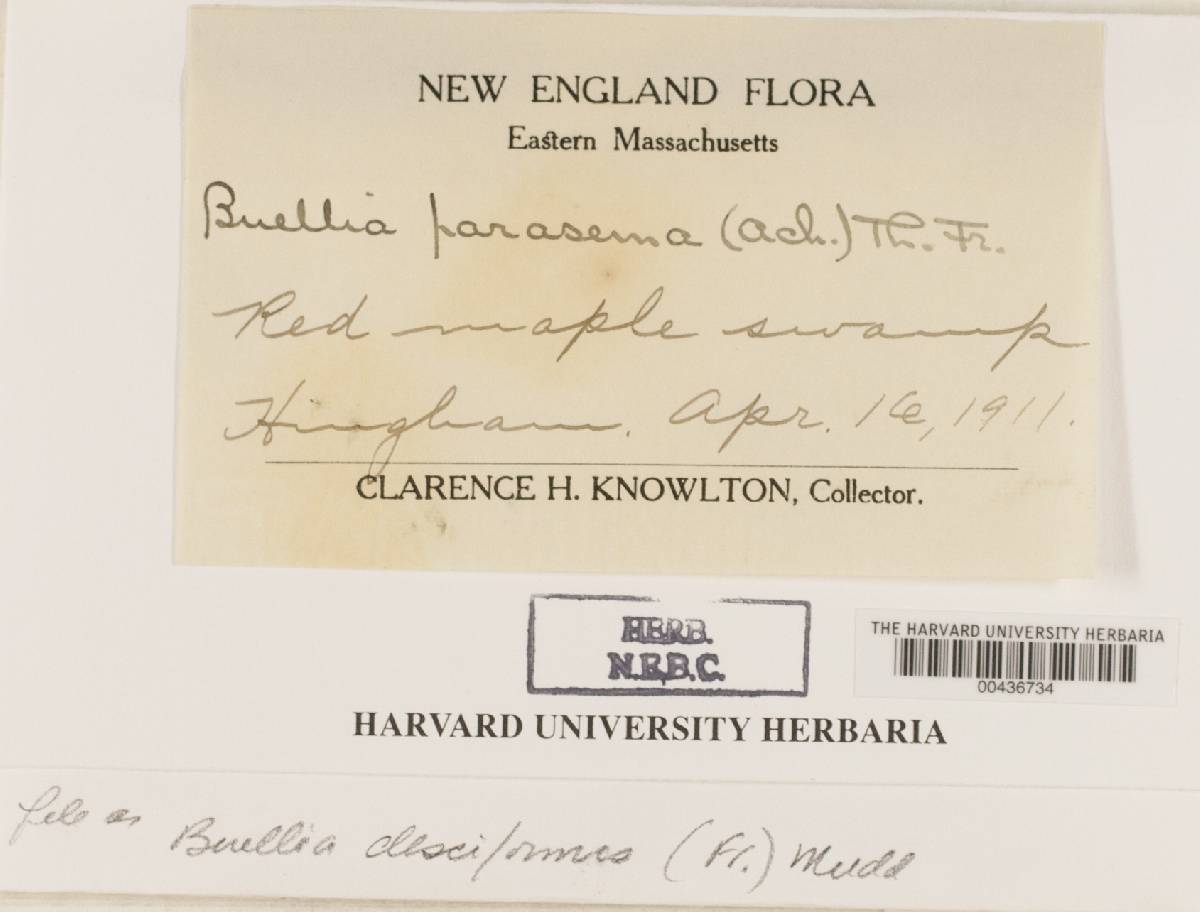 NEW ENGLAND FLORA
Eastern Massachusetts
Buellia parasema (Ach.) Th. Fr.
Red maple swamp
Hingham. Apr. 16, 1911.
CLARENCE H. KNOWLTON, Collector.
HERB.
N.E.B.C.
THE HARVARD UNIVERSITY HERBARIA
00436734
HARVARD UNIVERSITY HERBARIA
file as Buellia disciformis (Fr.) Mudd